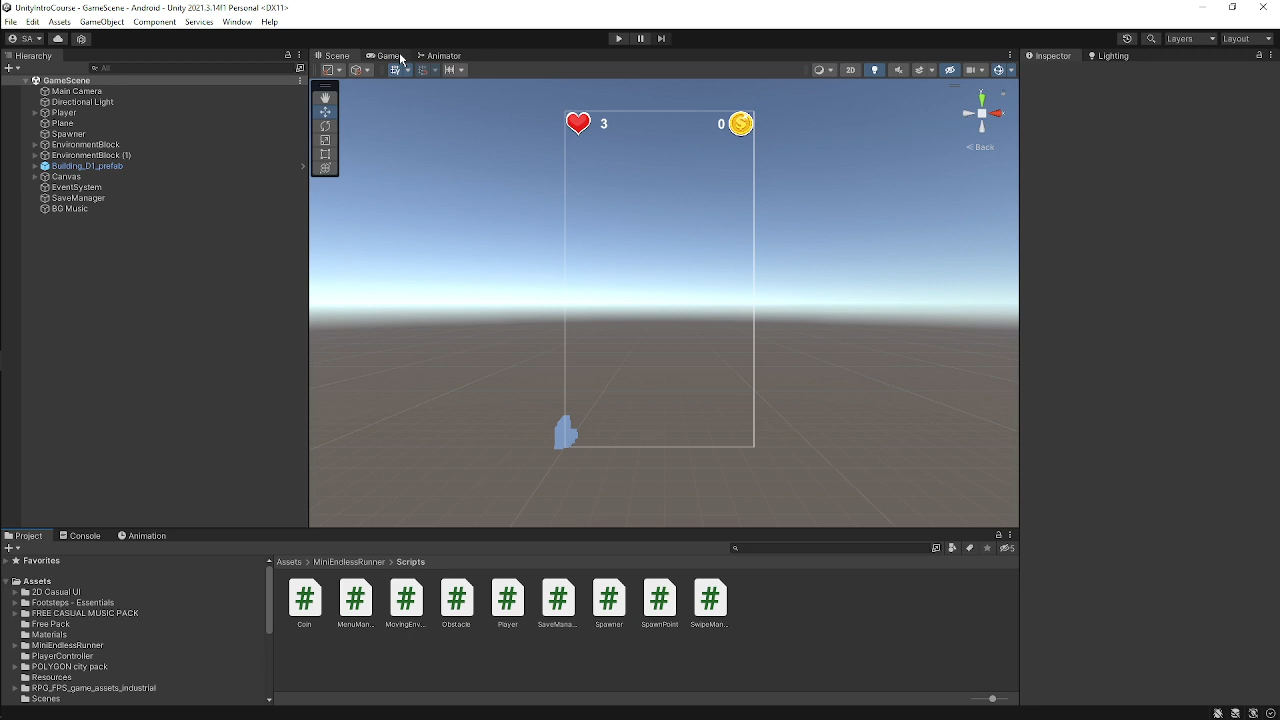 UnityIntroCourse - GameScene - Android - Unity 2021.3.14f1 Personal <DX11>
File Edit Assets GameObject Component Services Window Help
SA Layers Layout
Hierarchy Scene Game Animator Inspector Lighting
All 2D
GameScene
Main Camera
Directional Light
Player
Plane
Spawner
EnvironmentBlock
EnvironmentBlock (1)
Building_D1_prefab
Canvas
EventSystem
SaveManager
BG Music
3 0
y
< Back
Project Console Animation
5
Favorites
Assets > MiniEndlessRunner > Scripts
Assets
2D Casual UI
Footsteps - Essentials
FREE CASUAL MUSIC PACK
Free Pack
Materials
MiniEndlessRunner
PlayerController
POLYGON city pack
Resources
RPG_FPS_game_assets_industrial
Scenes
Coin MenuMan... MovingEnv... Obstacle Player SaveMana... Spawner SpawnPoint SwipeMan...